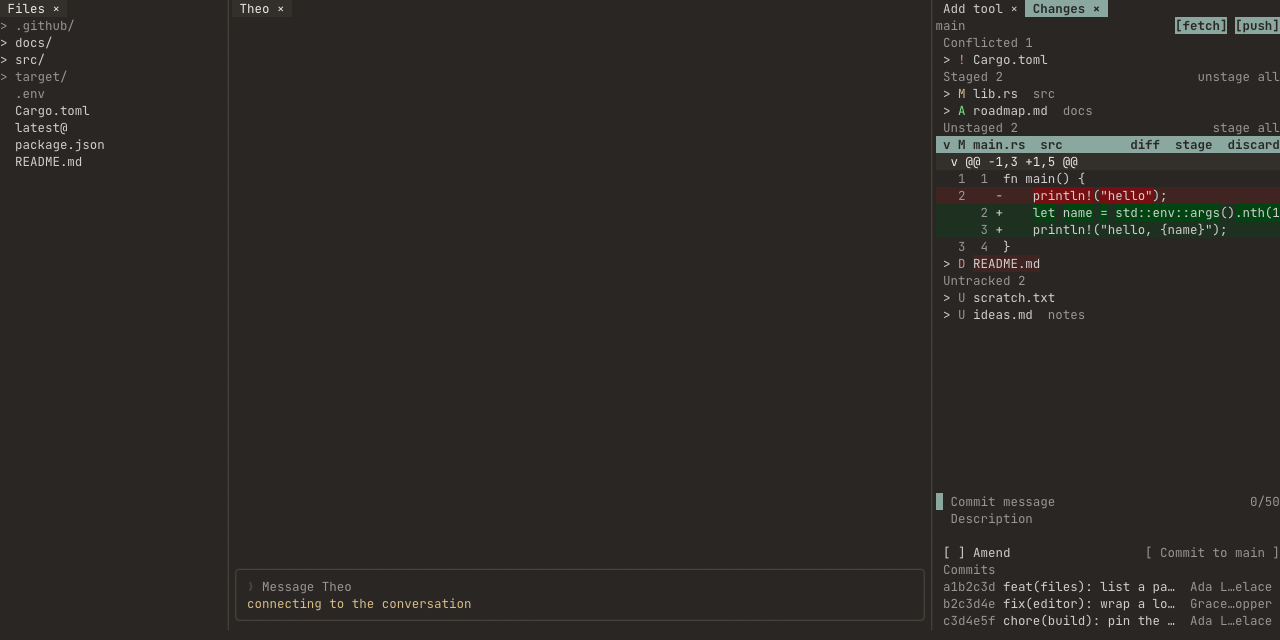 Files ×
> .github/
> docs/
> src/
> target/
.env
Cargo.toml
latest@
package.json
README.md
Theo ×
) Message Theo
connecting to the conversation
Add tool × Changes ×
main [fetch] [push]
Conflicted 1
> ! Cargo.toml
Staged 2 unstage all
> M lib.rs src
> A roadmap.md docs
Unstaged 2 stage all
v M main.rs src diff stage discard
v @@ -1,3 +1,5 @@
1 1 fn main() {
2 - println!("hello");
2 + let name = std::env::args().nth(1
3 + println!("hello, {name}");
3 4 }
> D README.md
Untracked 2
> U scratch.txt
> U ideas.md notes
Commit message 0/50
Description
[ ] Amend [ Commit to main ]
Commits
a1b2c3d feat(files): list a pa… Ada L…elace
b2c3d4e fix(editor): wrap a lo… Grace…opper
c3d4e5f chore(build): pin the … Ada L…elace